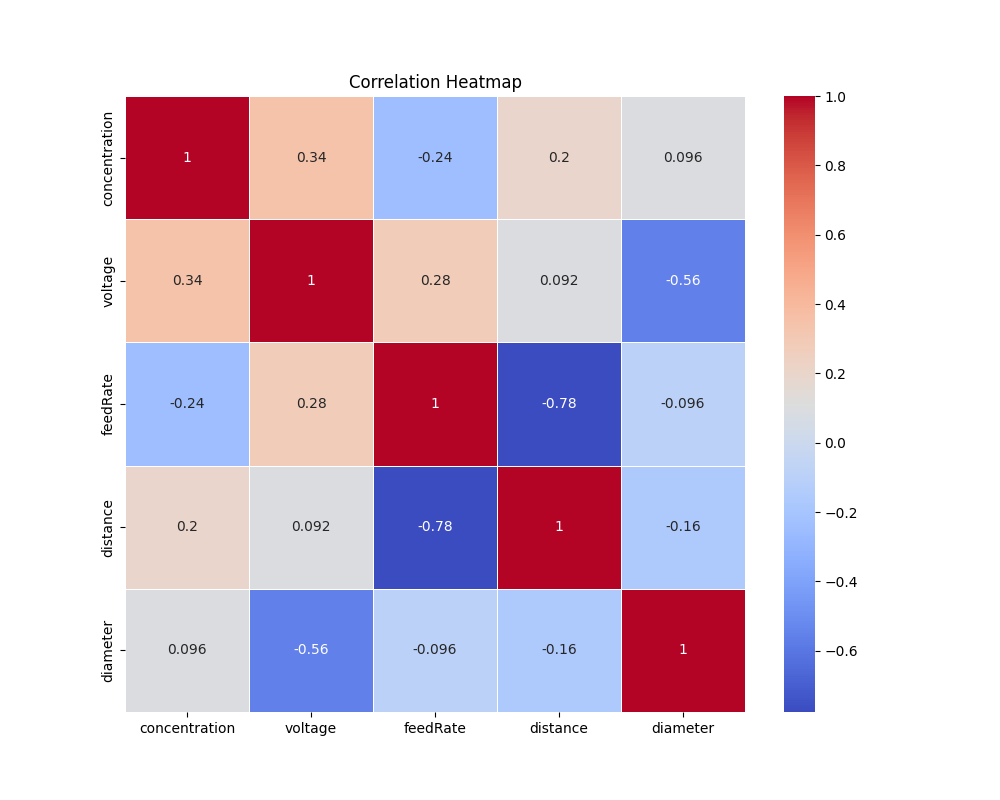 Correlation Heatmap
concentration 1 0.34 -0.24 0.2 0.096
voltage 0.34 1 0.28 0.092 -0.56
feedRate -0.24 0.28 1 -0.78 -0.096
distance 0.2 0.092 -0.78 1 -0.16
diameter 0.096 -0.56 -0.096 -0.16 1
concentration voltage feedRate distance diameter
1.0
0.8
0.6
0.4
0.2
0.0
−0.2
−0.4
−0.6